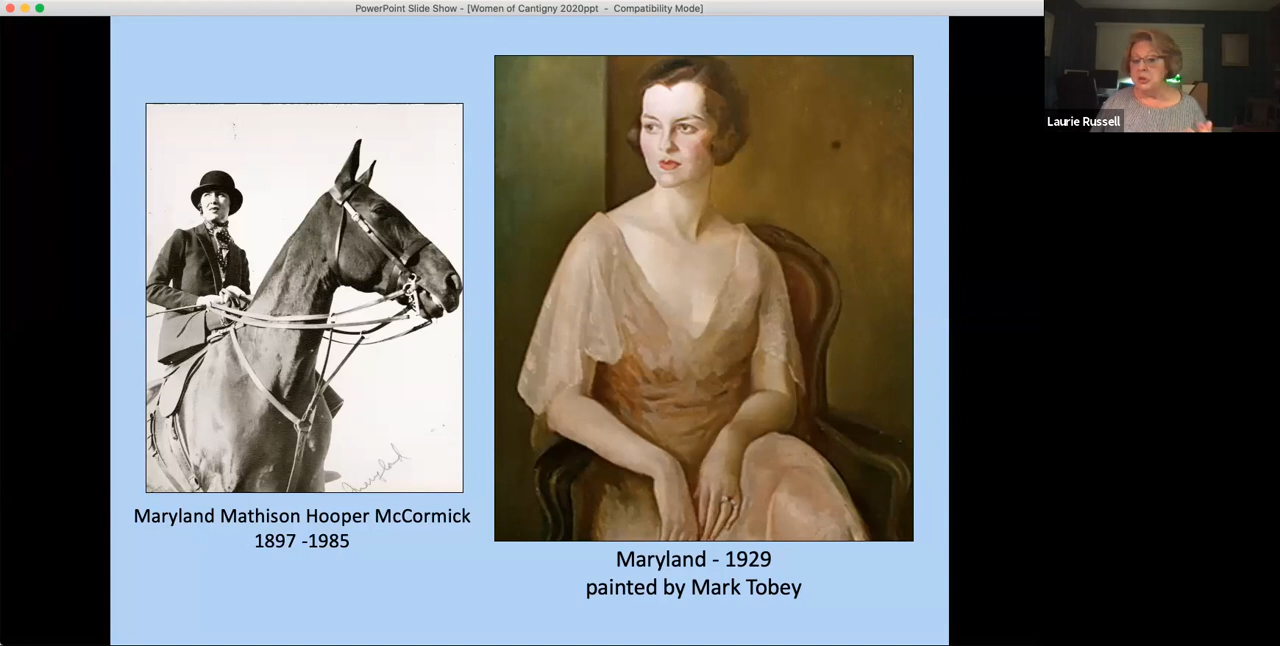 PowerPoint Slide Show - [Women of Cantigny 2020ppt - Compatibility Mode]
Laurie Russell
Maryland
Maryland Mathison Hooper McCormick
1897 -1985
Maryland - 1929
painted by Mark Tobey